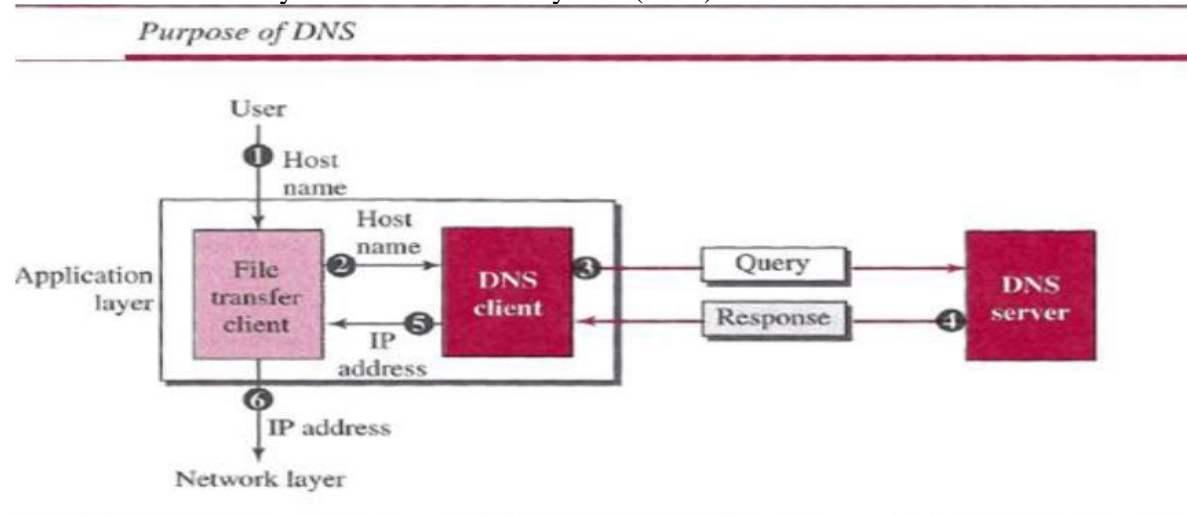 Purpose of DNS
User
1
Host
name
Application
layer
File
transfer
client
2
Host
name
5
IP
address
DNS
client
3
Query
Response
4
DNS
server
6
IP address
Network layer